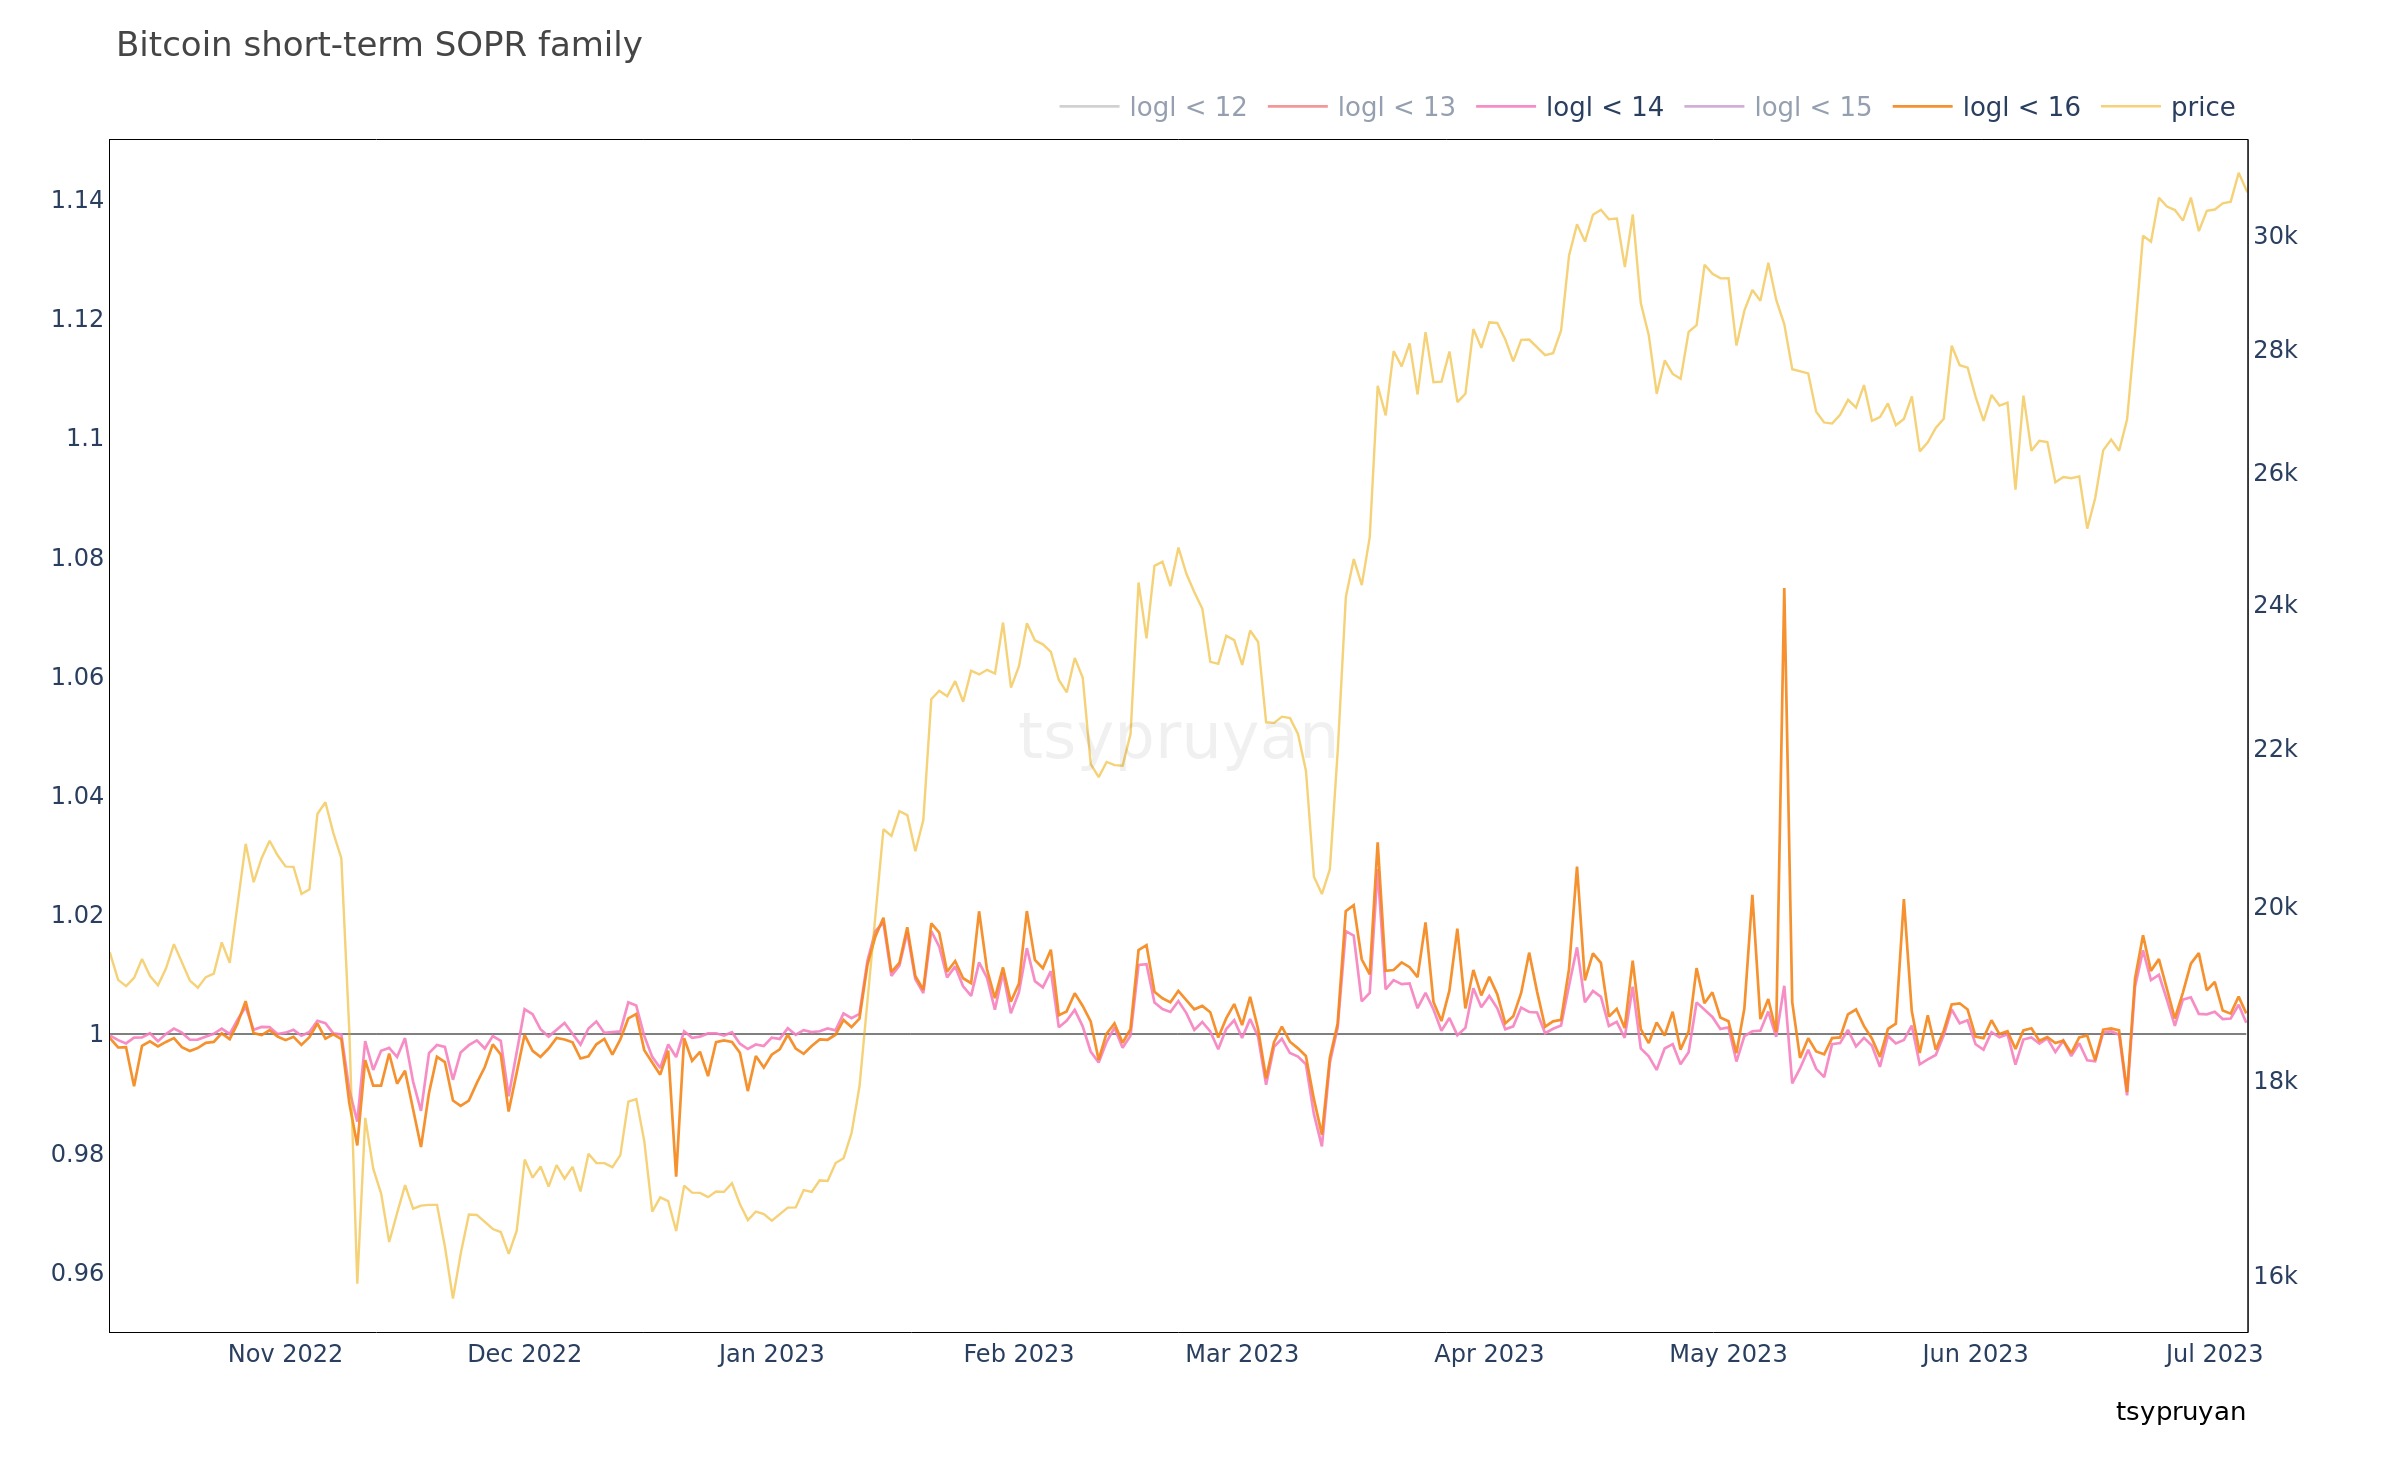 Bitcoin short-term SOPR family
logl < 12 logl < 13 logl < 14 logl < 15 logl < 16 price
1.14
1.12
1.1
1.08
1.06
1.04
1.02
1
0.98
0.96
30k
28k
26k
24k
22k
20k
18k
16k
tsypruyan
Nov 2022 Dec 2022 Jan 2023 Feb 2023 Mar 2023 Apr 2023 May 2023 Jun 2023 Jul 2023
tsypruyan